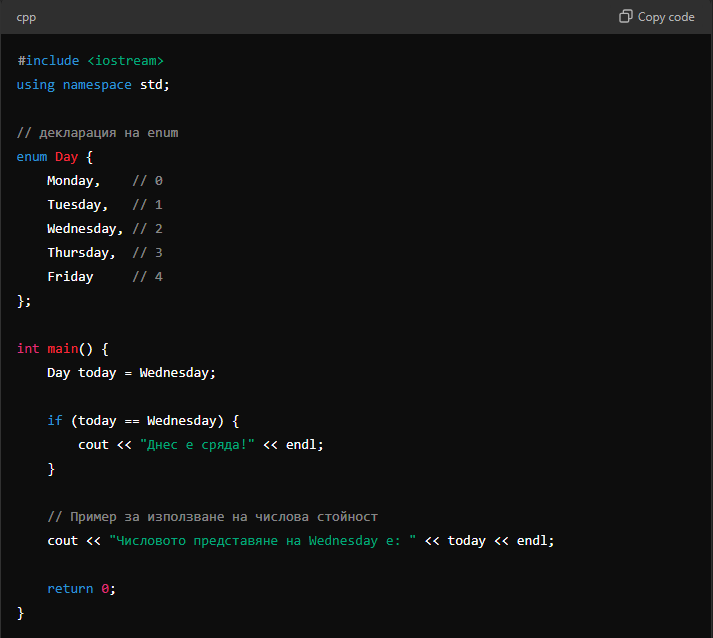 cpp
Copy code
#include <iostream>
using namespace std;
// декларация на enum
enum Day {
    Monday,    // 0
    Tuesday,   // 1
    Wednesday, // 2
    Thursday,  // 3
    Friday     // 4
};
int main() {
    Day today = Wednesday;
    if (today == Wednesday) {
        cout << "Днес е сряда!" << endl;
    }
    // Пример за използване на числова стойност
    cout << "Числовото представяне на Wednesday е: " << today << endl;
    return 0;
}